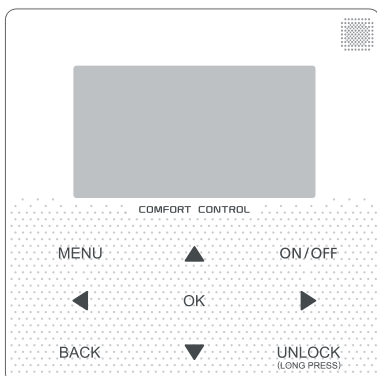 COMFORT CONTROL
MENU
ON/OFF
OK
BACK
UNLOCK
(LONG PRESS)